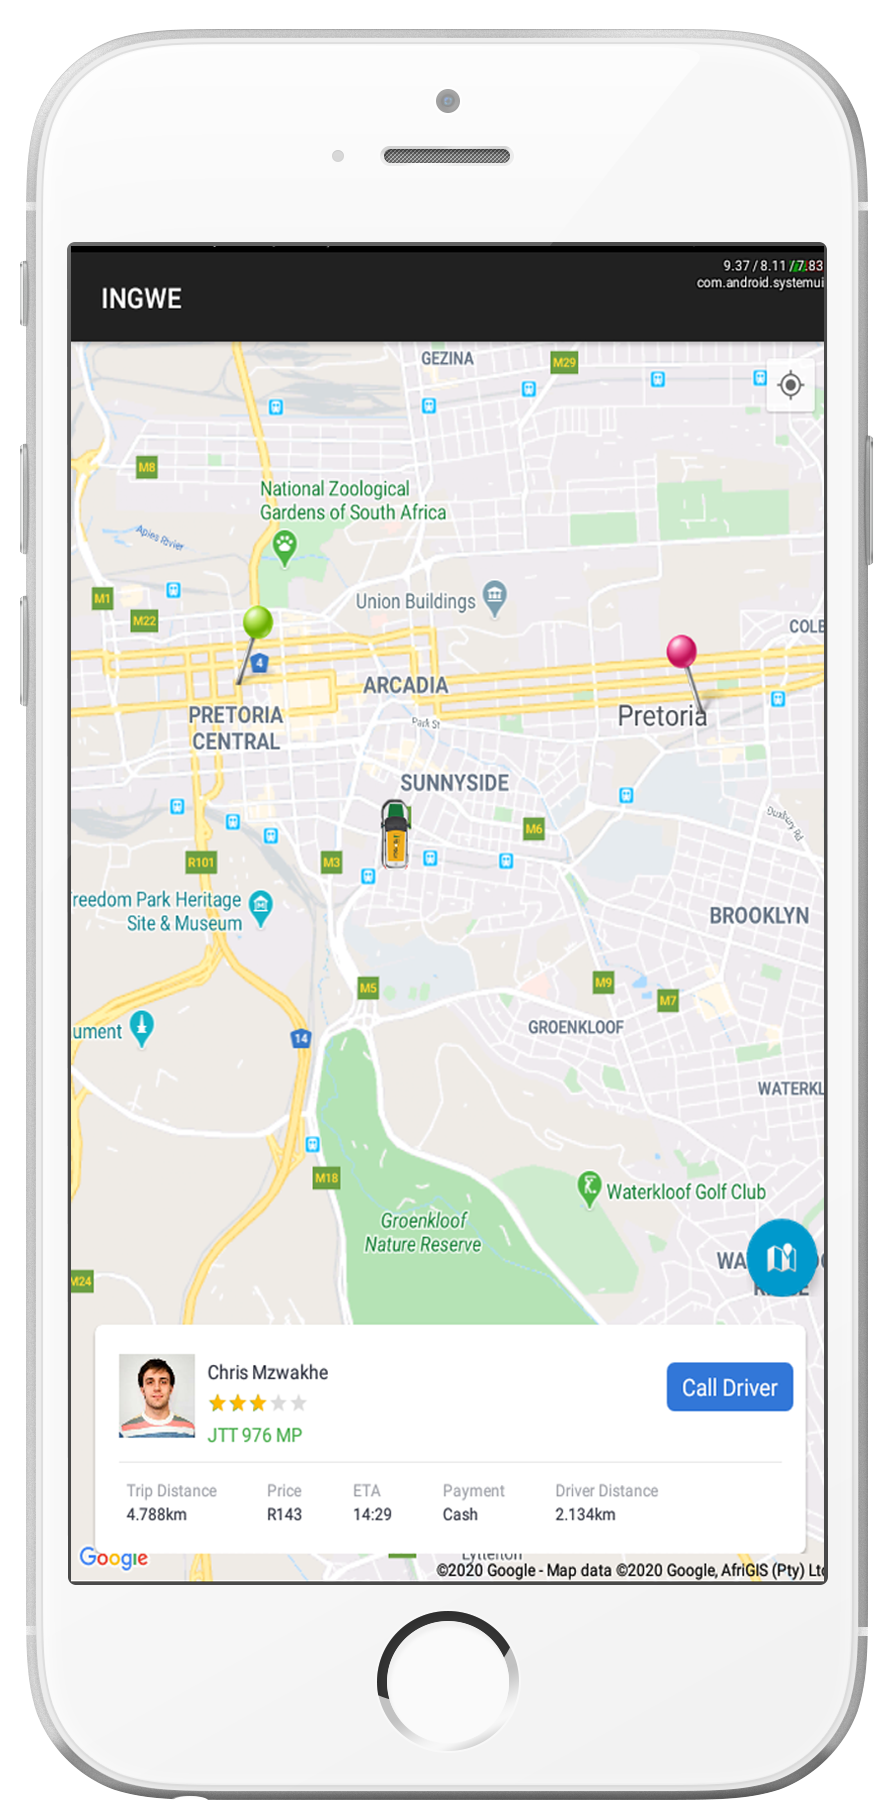 9.37 / 8.11 / 7.83
com.android.systemui
INGWE
GEZINA
M29
M8
National Zoological
Gardens of South Africa
Apies Rivier
M1
M22
Union Buildings
COLB
4
ARCADIA
PRETORIA
CENTRAL
Park St
Pretoria
SUNNYSIDE
M6
Duxbury Rd
R101
M3
reedom Park Heritage
Site & Museum
BROOKLYN
M5
M9
M7
ument
14
GROENKLOOF
WATERKL
M18
Waterkloof Golf Club
Groenkloof
Nature Reserve
WA
M24
Chris Mzwakhe
Call Driver
JTT 976 MP
Trip Distance Price ETA Payment Driver Distance
4.788km R143 14:29 Cash 2.134km
Google
Lyttelton
©2020 Google - Map data ©2020 Google, AfriGIS (Pty) Ltd